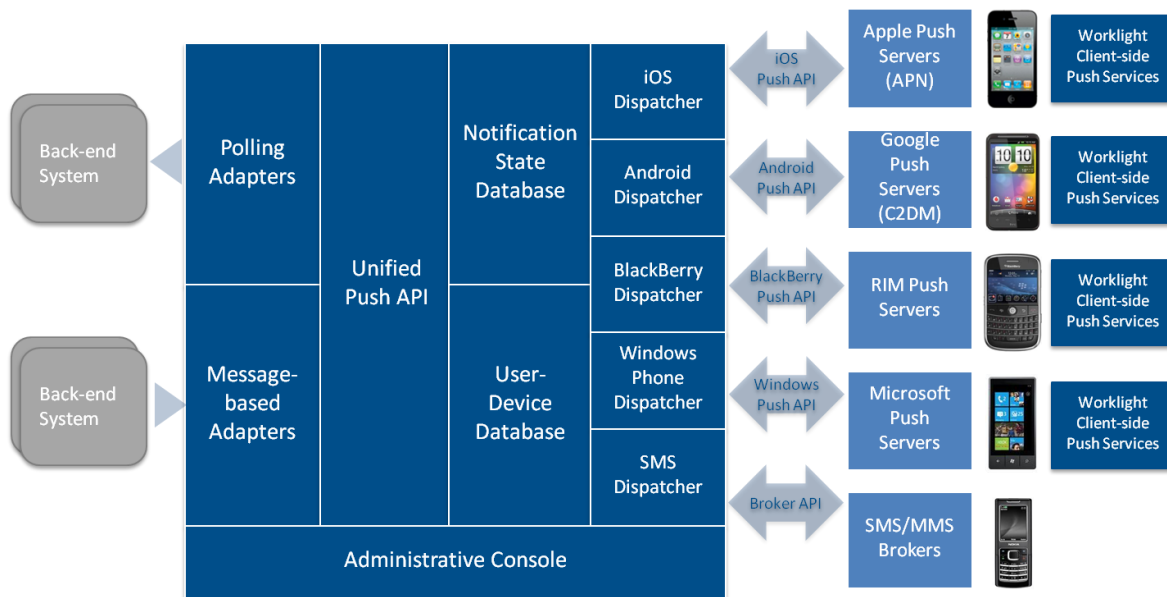 Back-end
System
Back-end
System
Polling
Adapters
Message-
based
Adapters
Unified
Push API
Notification
State
Database
User-
Device
Database
iOS
Dispatcher
Android
Dispatcher
BlackBerry
Dispatcher
Windows
Phone
Dispatcher
SMS
Dispatcher
Administrative Console
iOS
Push API
Android
Push API
BlackBerry
Push API
Windows
Push API
Broker API
Apple Push
Servers
(APN)
Google
Push
Servers
(C2DM)
RIM Push
Servers
Microsoft
Push
Servers
SMS/MMS
Brokers
10 10
Worklight
Client-side
Push Services
Worklight
Client-side
Push Services
Worklight
Client-side
Push Services
Worklight
Client-side
Push Services